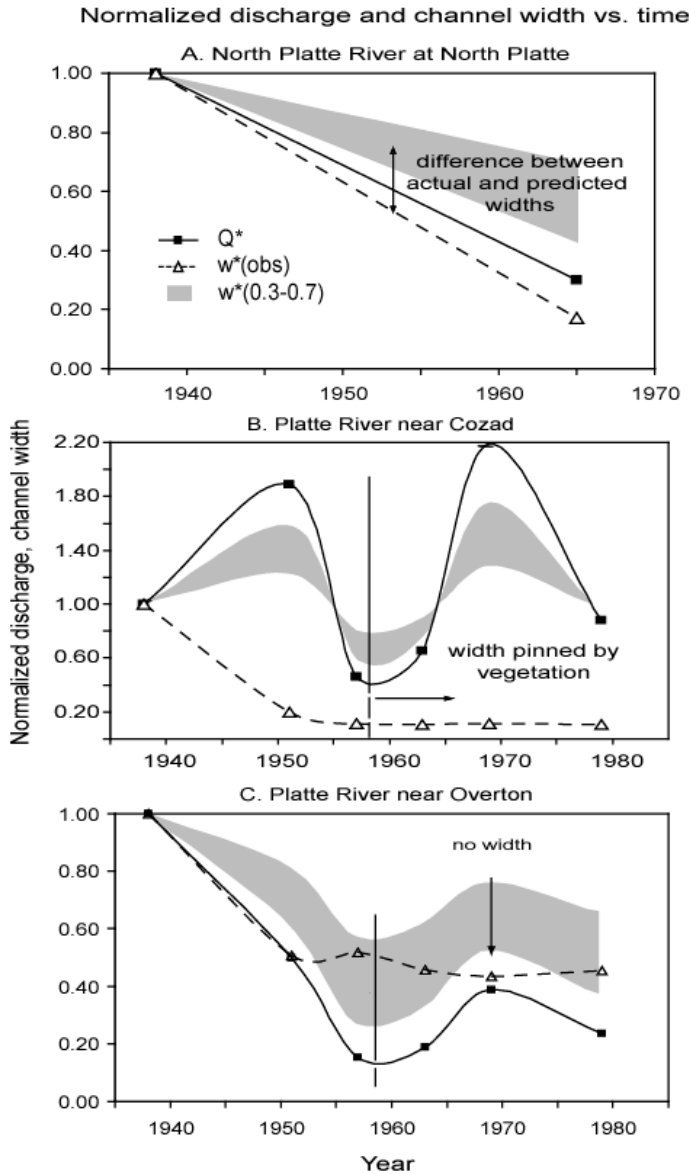 Normalized discharge and channel width vs. time
A. North Platte River at North Platte
1.00
0.80
0.60
0.40
0.20
0.00
difference between
actual and predicted
widths
Q*
w*(obs)
w*(0.3-0.7)
1940
1950
1960
1970
B. Platte River near Cozad
Normalized discharge, channel width
2.20
1.80
1.40
1.00
0.60
0.20
width pinned by
vegetation
1940
1950
1960
1970
1980
C. Platte River near Overton
1.00
0.80
0.60
0.40
0.20
0.00
no width
1940
1950
1960
1970
1980
Year